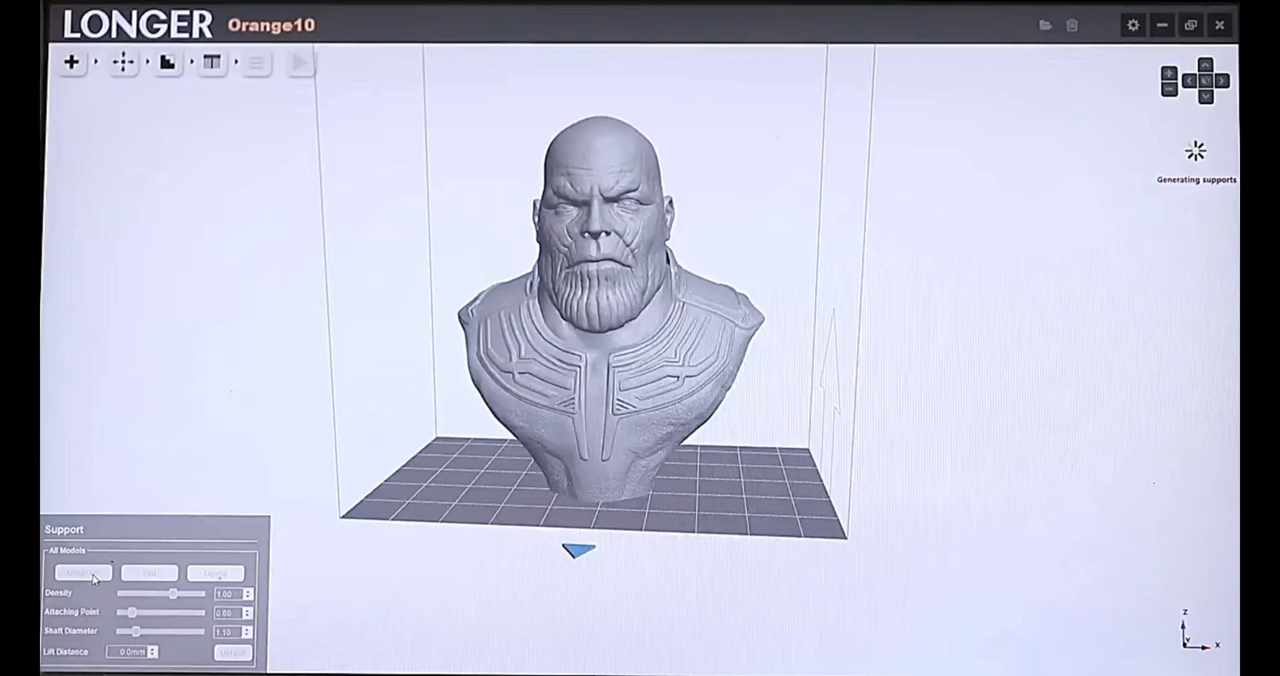 LONGER Orange10
Generating supports
Support
All Models
Density 1.00
Attaching Point 0.60
Shaft Diameter 1.10
Lift Distance 0.0mm
Z
Y X